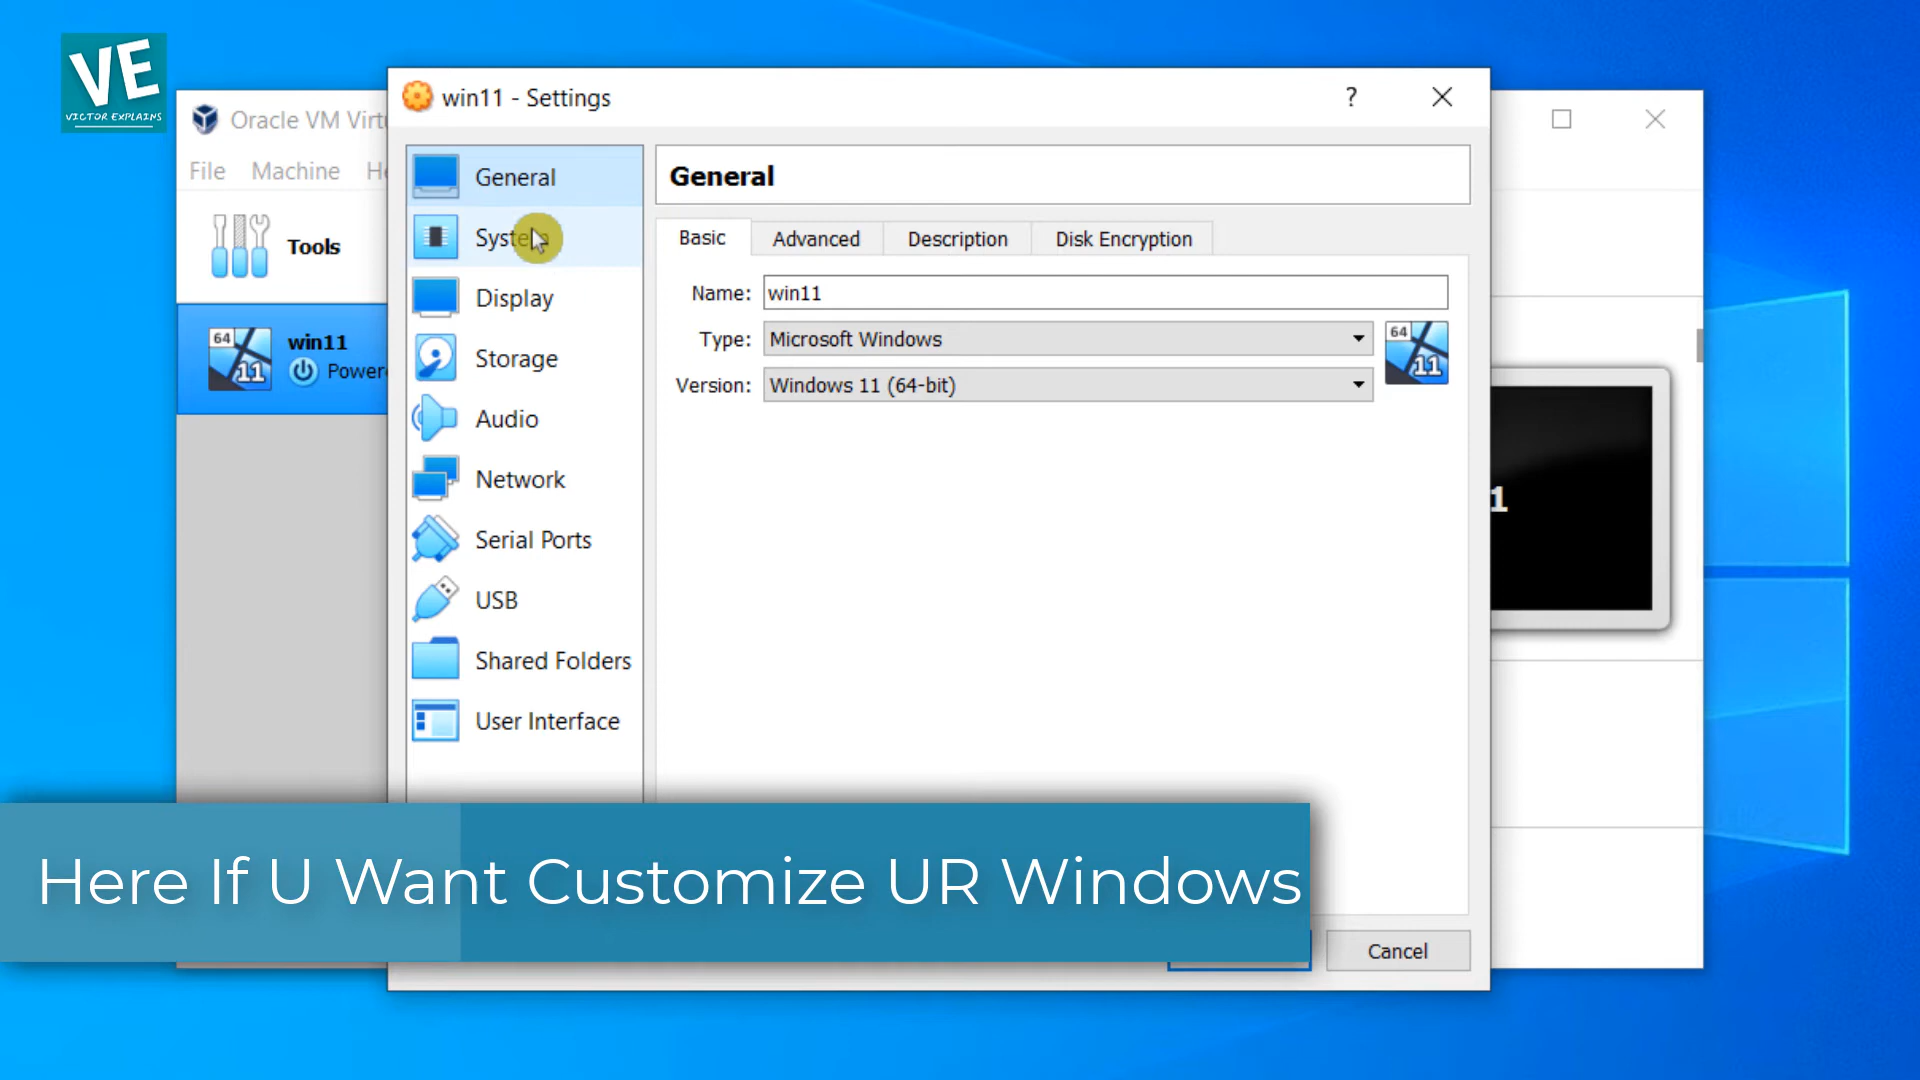 VE
VICTOR EXPLAINS
win11 - Settings
?
Oracle VM
File Machine
Tools
64
11
win11
General
System
Display
Storage
Audio
Network
Serial Ports
USB
Shared Folders
User Interface
General
Basic Advanced Description Disk Encryption
Name: win11
Type: Microsoft Windows
Version: Windows 11 (64-bit)
64
11
Here If U Want Customize UR Windows
Cancel